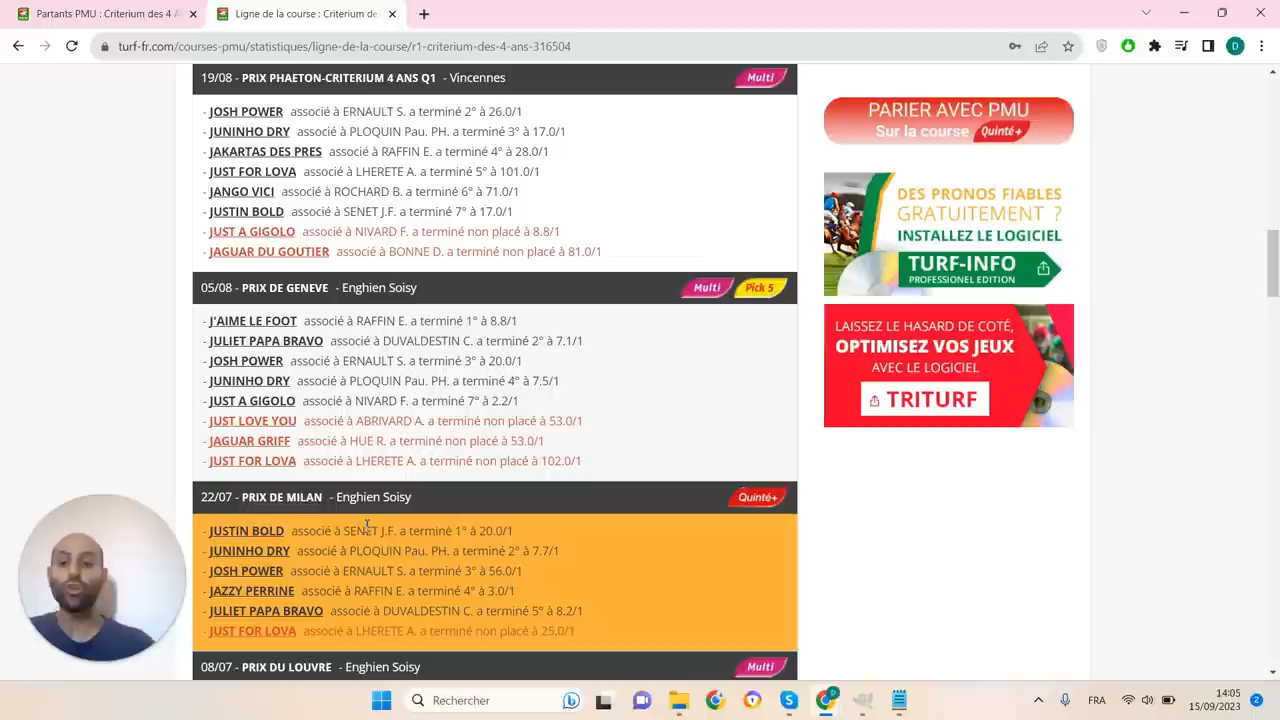 Partants PMU : Criterium des 4 A
Ligne de la course : Criterium des
turf-fr.com/courses-pmu/statistiques/ligne-de-la-course/r1-criterium-des-4-ans-316504
D
19/08 - PRIX PHAETON-CRITERIUM 4 ANS Q1 - Vincennes
Multi
- JOSH POWER associé à ERNAULT S. a terminé 2° à 26.0/1
- JUNINHO DRY associé à PLOQUIN Pau. PH. a terminé 3° à 17.0/1
- JAKARTAS DES PRES associé à RAFFIN E. a terminé 4° à 28.0/1
- JUST FOR LOVA associé à LHERETE A. a terminé 5° à 101.0/1
- JANGO VICI associé à ROCHARD B. a terminé 6° à 71.0/1
- JUSTIN BOLD associé à SENET J.F. a terminé 7° à 17.0/1
- JUST A GIGOLO associé à NIVARD F. a terminé non placé à 8.8/1
- JAGUAR DU GOUTIER associé à BONNE D. a terminé non placé à 81.0/1
05/08 - PRIX DE GENEVE - Enghien Soisy
Multi Pick 5
- J'AIME LE FOOT associé à RAFFIN E. a terminé 1° à 8.8/1
- JULIET PAPA BRAVO associé à DUVALDESTIN C. a terminé 2° à 7.1/1
- JOSH POWER associé à ERNAULT S. a terminé 3° à 20.0/1
- JUNINHO DRY associé à PLOQUIN Pau. PH. a terminé 4° à 7.5/1
- JUST A GIGOLO associé à NIVARD F. a terminé 7° à 2.2/1
- JUST LOVE YOU associé à ABRIVARD A. a terminé non placé à 53.0/1
- JAGUAR GRIFF associé à HUE R. a terminé non placé à 53.0/1
- JUST FOR LOVA associé à LHERETE A. a terminé non placé à 102.0/1
22/07 - PRIX DE MILAN - Enghien Soisy
Quinté+
- JUSTIN BOLD associé à SENET J.F. a terminé 1° à 20.0/1
- JUNINHO DRY associé à PLOQUIN Pau. PH. a terminé 2° à 7.7/1
- JOSH POWER associé à ERNAULT S. a terminé 3° à 56.0/1
- JAZZY PERRINE associé à RAFFIN E. a terminé 4° à 3.0/1
- JULIET PAPA BRAVO associé à DUVALDESTIN C. a terminé 5° à 8.2/1
- JUST FOR LOVA associé à LHERETE A. a terminé non placé à 25.0/1
08/07 - PRIX DU LOUVRE - Enghien Soisy
Multi
PARIER AVEC PMU
Sur la course Quinté+
DES PRONOS FIABLES
GRATUITEMENT ?
INSTALLEZ LE LOGICIEL
TURF-INFO
PROFESSIONEL EDITION
LAISSEZ LE HASARD DE COTÉ,
OPTIMISEZ VOS JEUX
AVEC LE LOGICIEL
TRITURF
Rechercher
FRA
14:05
15/09/2023
2